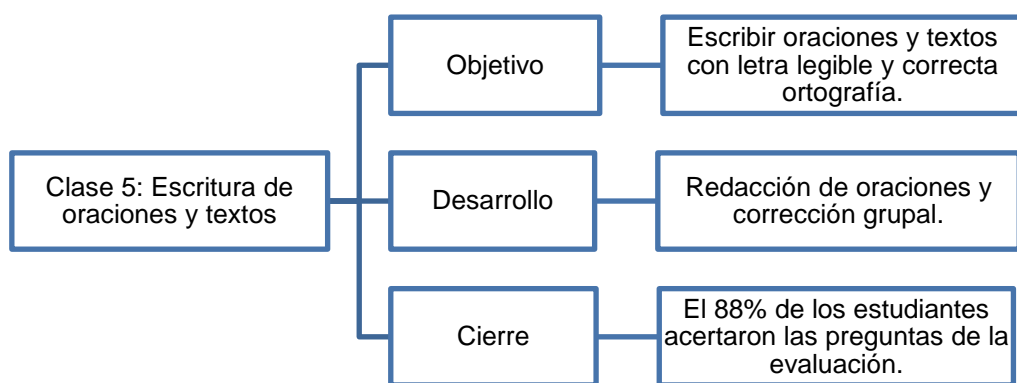 Clase 5: Escritura de
oraciones y textos
Objetivo
Escribir oraciones y textos
con letra legible y correcta
ortografía.
Desarrollo
Redacción de oraciones y
corrección grupal.
Cierre
El 88% de los estudiantes
acertaron las preguntas de la
evaluación.